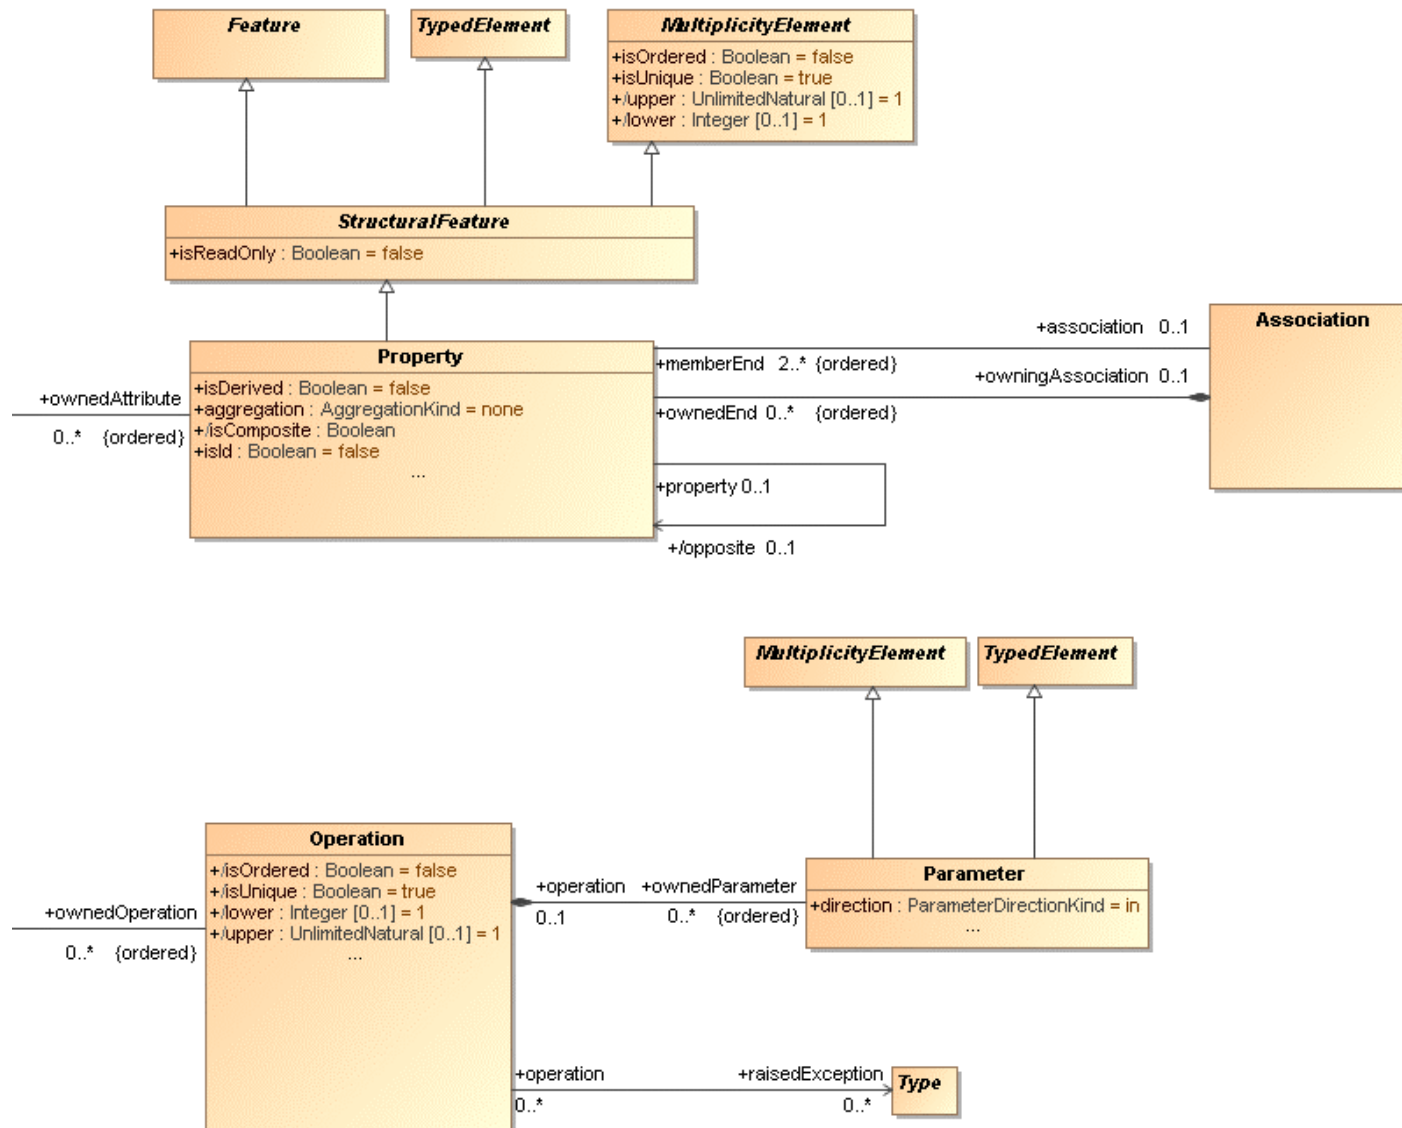 Feature
TypedElement
MultiplicityElement
+isOrdered : Boolean = false
+isUnique : Boolean = true
+/upper : UnlimitedNatural [0..1] = 1
+/lower : Integer [0..1] = 1
StructuralFeature
+isReadOnly : Boolean = false
Property
+isDerived : Boolean = false
+aggregation : AggregationKind = none
+/isComposite : Boolean
+isId : Boolean = false
...
+ownedAttribute
0..* {ordered}
+association 0..1
+memberEnd 2..* {ordered}
+owningAssociation 0..1
+ownedEnd 0..* {ordered}
Association
+property 0..1
+/opposite 0..1
MultiplicityElement
TypedElement
Operation
+/isOrdered : Boolean = false
+/isUnique : Boolean = true
+/lower : Integer [0..1] = 1
+/upper : UnlimitedNatural [0..1] = 1
...
+ownedOperation
0..* {ordered}
+operation +ownedParameter
0..1 0..* {ordered}
Parameter
+direction : ParameterDirectionKind = in
...
+operation +raisedException
0..* 0..*
Type